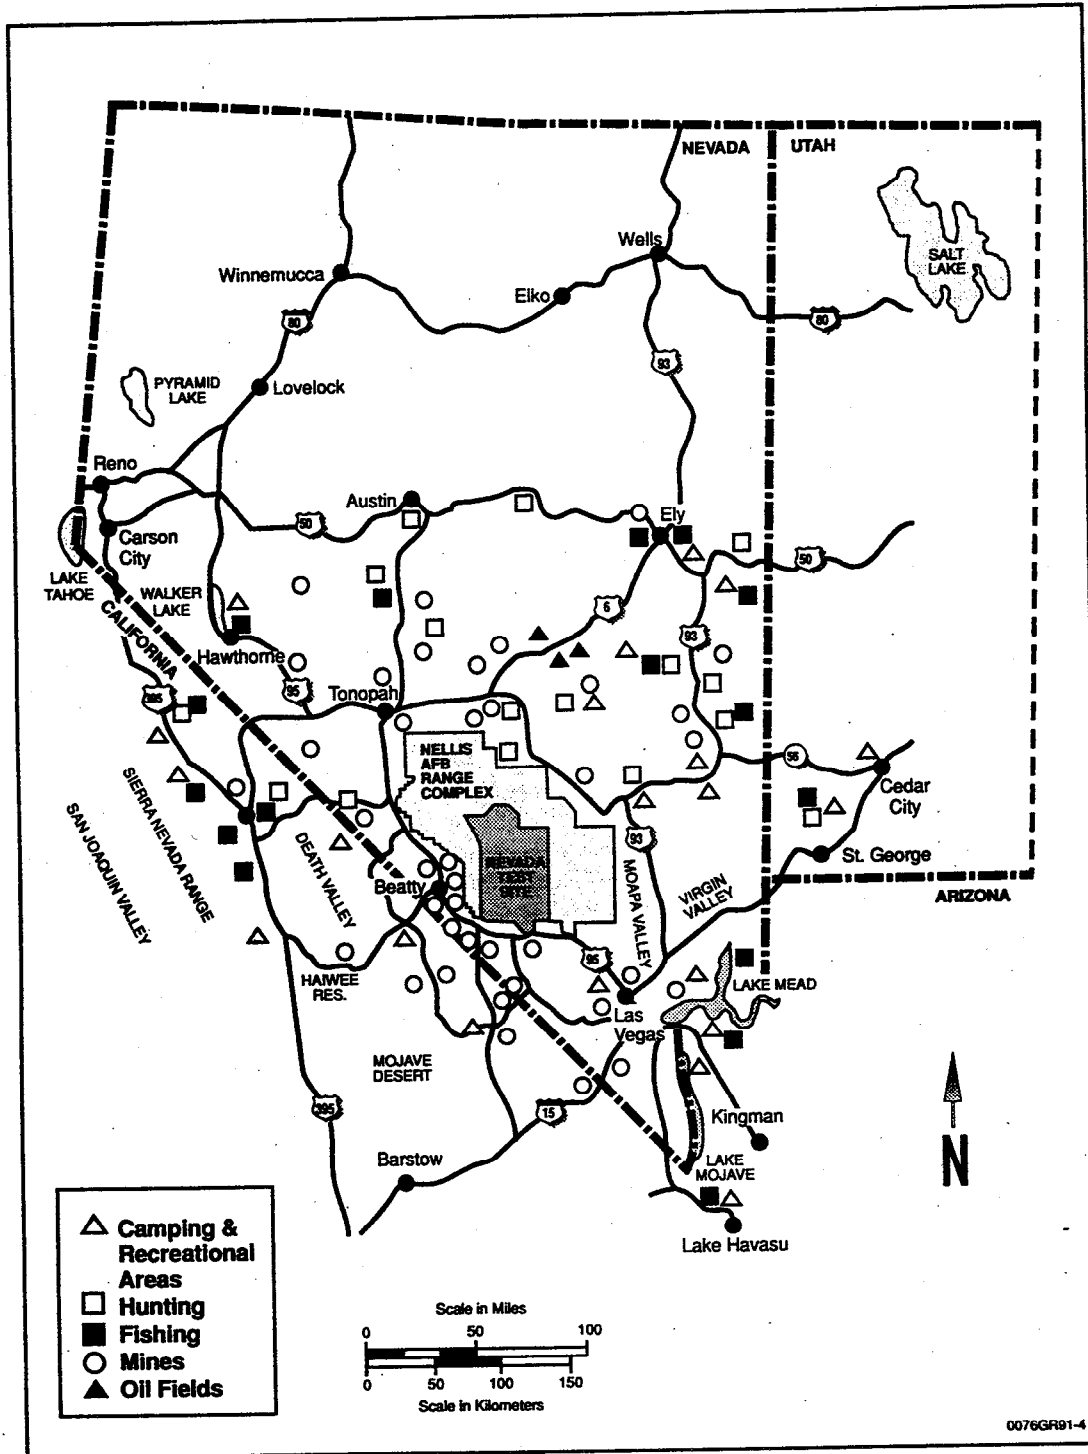 NEVADA
UTAH
Wells
SALT
LAKE
Winnemucca
Elko
80
80
93
PYRAMID
LAKE
Lovelock
Reno
Austin
Ely
50
50
Carson
City
LAKE
TAHOE
WALKER
LAKE
CALIFORNIA
6
93
Hawthorne
395
95
Tonopah
56
NELLIS
AFB
RANGE
COMPLEX
Cedar
City
SIERRA NEVADA RANGE
SAN JOAQUIN VALLEY
DEATH VALLEY
93
St. George
NEVADA
TEST
SITE
MOAPA VALLEY
VIRGIN
VALLEY
Beatty
ARIZONA
95
HAIWEE
RES.
LAKE MEAD
Las
Vegas
MOJAVE
DESERT
395
15
Kingman
N
Barstow
LAKE
MOJAVE
Lake Havasu
Camping &
Recreational
Areas
Hunting
Fishing
Mines
Oil Fields
Scale in Miles
0 50 100
0 50 100 150
Scale in Kilometers
0076GR91-4